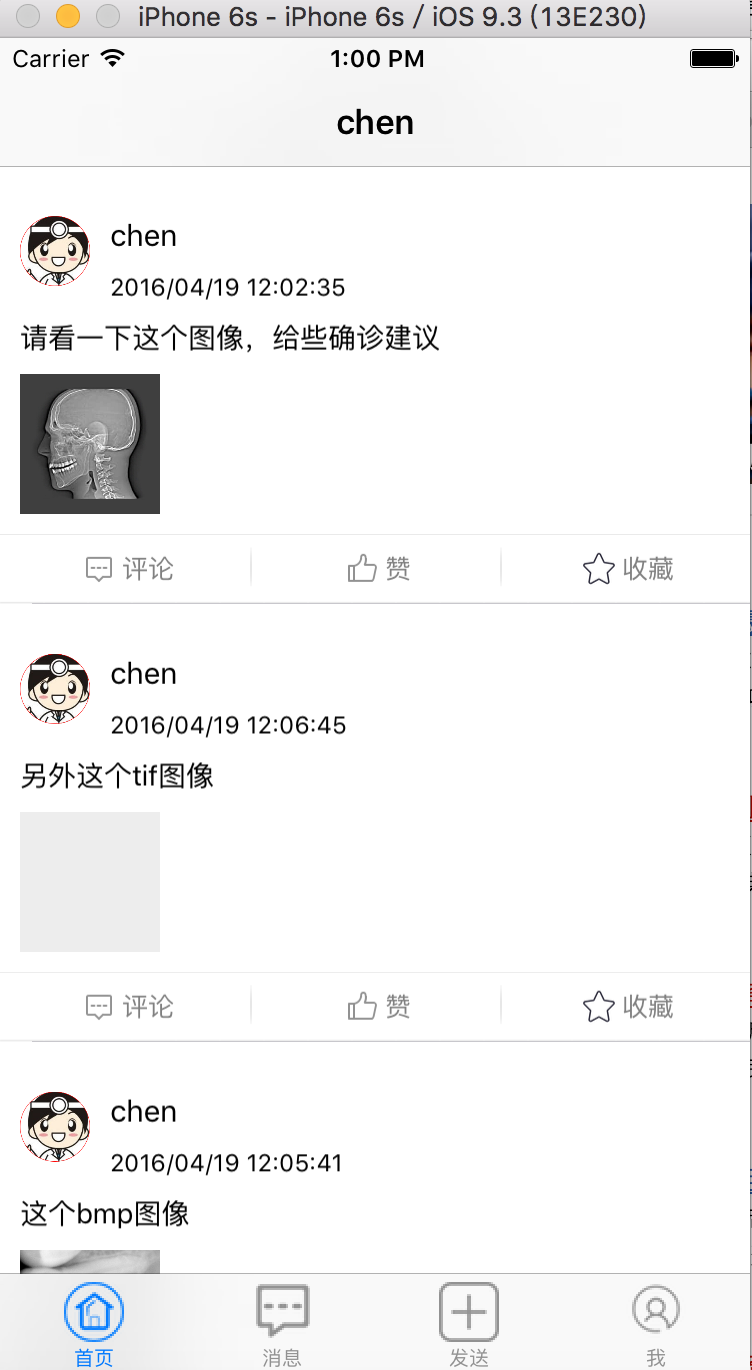 iPhone 6s - iPhone 6s / iOS 9.3 (13E230)
Carrier 1:00 PM
chen
chen
2016/04/19 12:02:35
请看一下这个图像，给些确诊建议
评论 赞 收藏
chen
2016/04/19 12:06:45
另外这个tif图像
评论 赞 收藏
chen
2016/04/19 12:05:41
这个bmp图像
首页 消息 发送 我